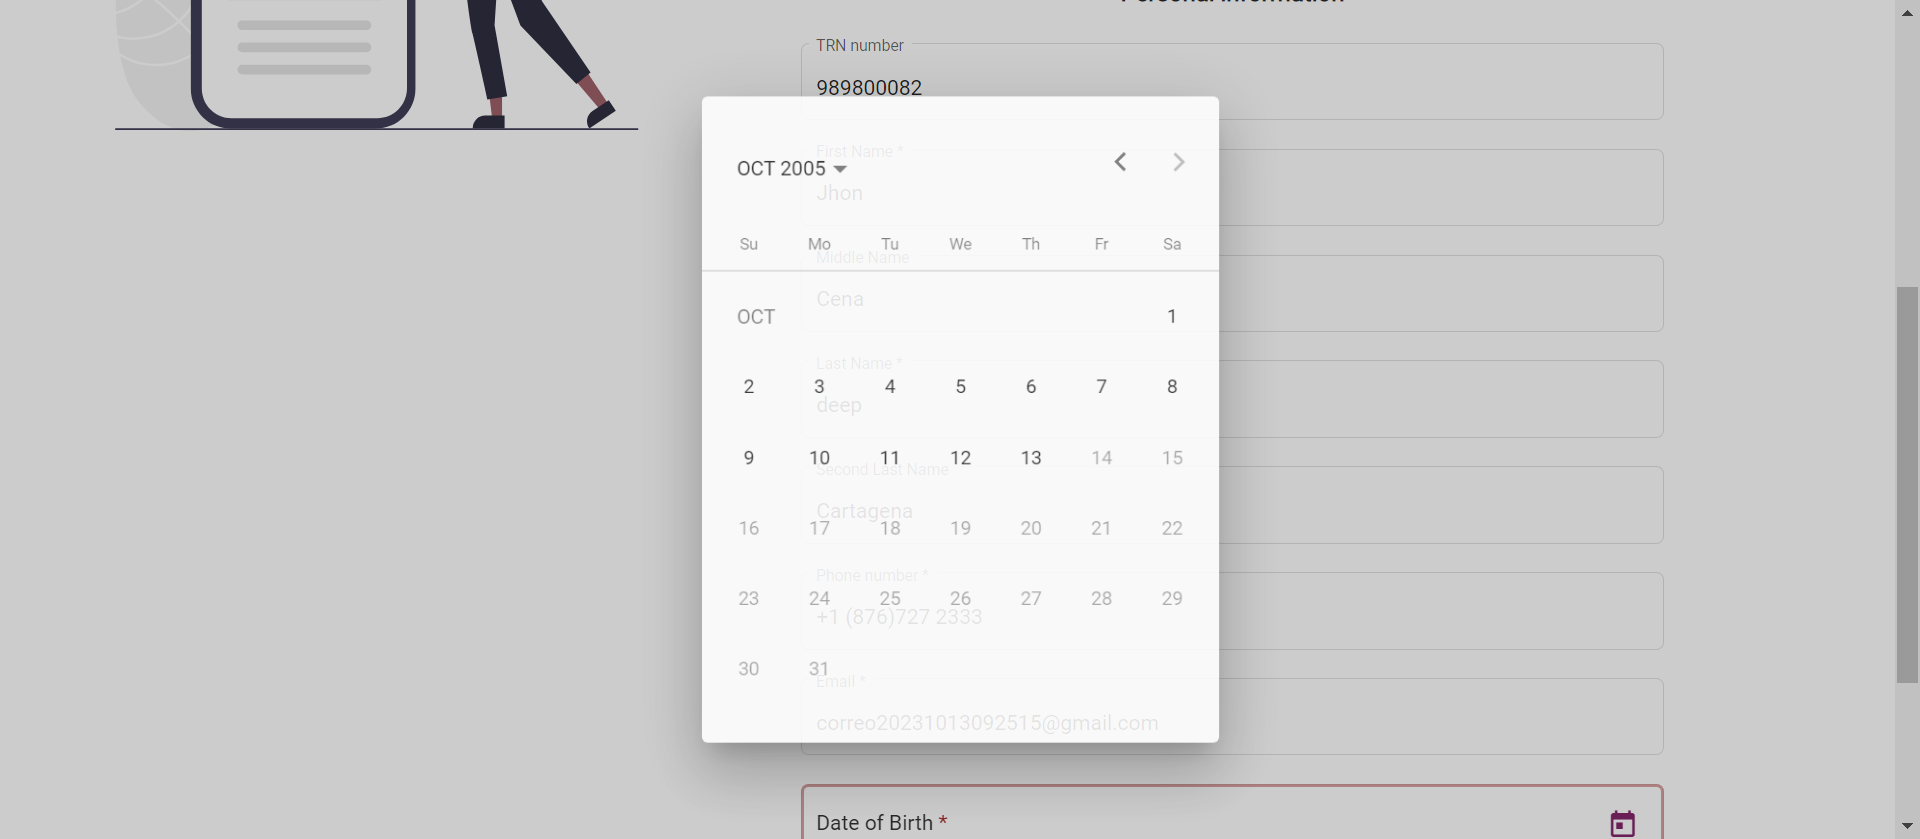 Personal Information
TRN number
989800082
OCT 2005
First Name *
Jhon
Su Mo Tu We Th Fr Sa
Middle Name
Cena
OCT 1
Last Name *
2 3 4 5 6 7 8
deep
9 10 11 12 13 14 15
Second Last Name
Cartagena
16 17 18 19 20 21 22
Phone number *
23 24 25 26 27 28 29
+1 (876)727 2333
30 31
Email *
correo20231013092515@gmail.com
Date of Birth *